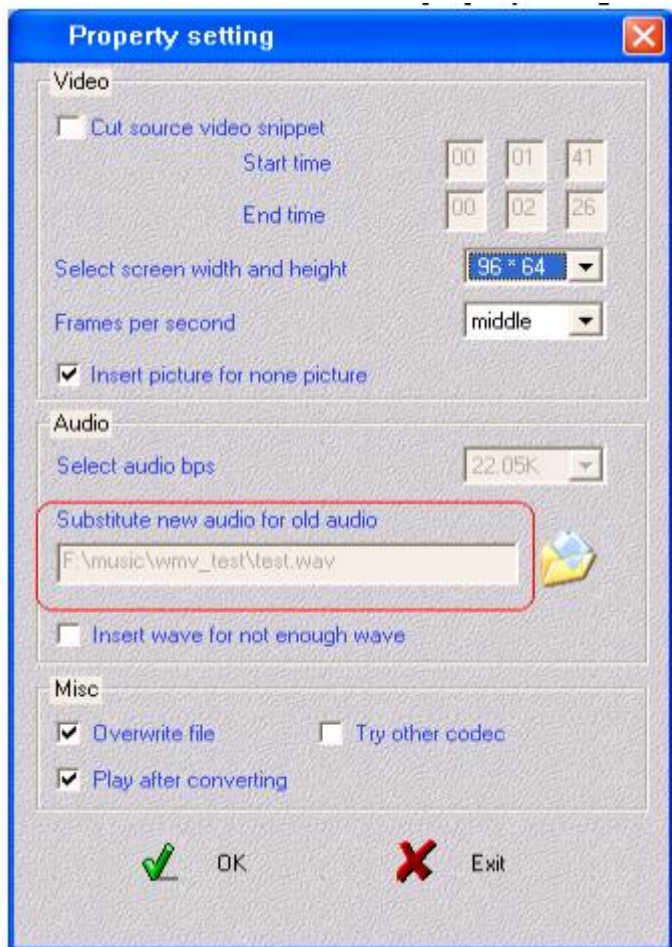 Property setting
Video
Cut source video snippet
Start time 00 01 41
End time 00 02 26
Select screen width and height 96 * 64
Frames per second middle
Insert picture for none picture
Audio
Select audio bps 22.05K
Substitute new audio for old audio
F:\music\wmv_test\test.wav
Insert wave for not enough wave
Misc
Overwrite file Try other codec
Play after converting
OK Exit